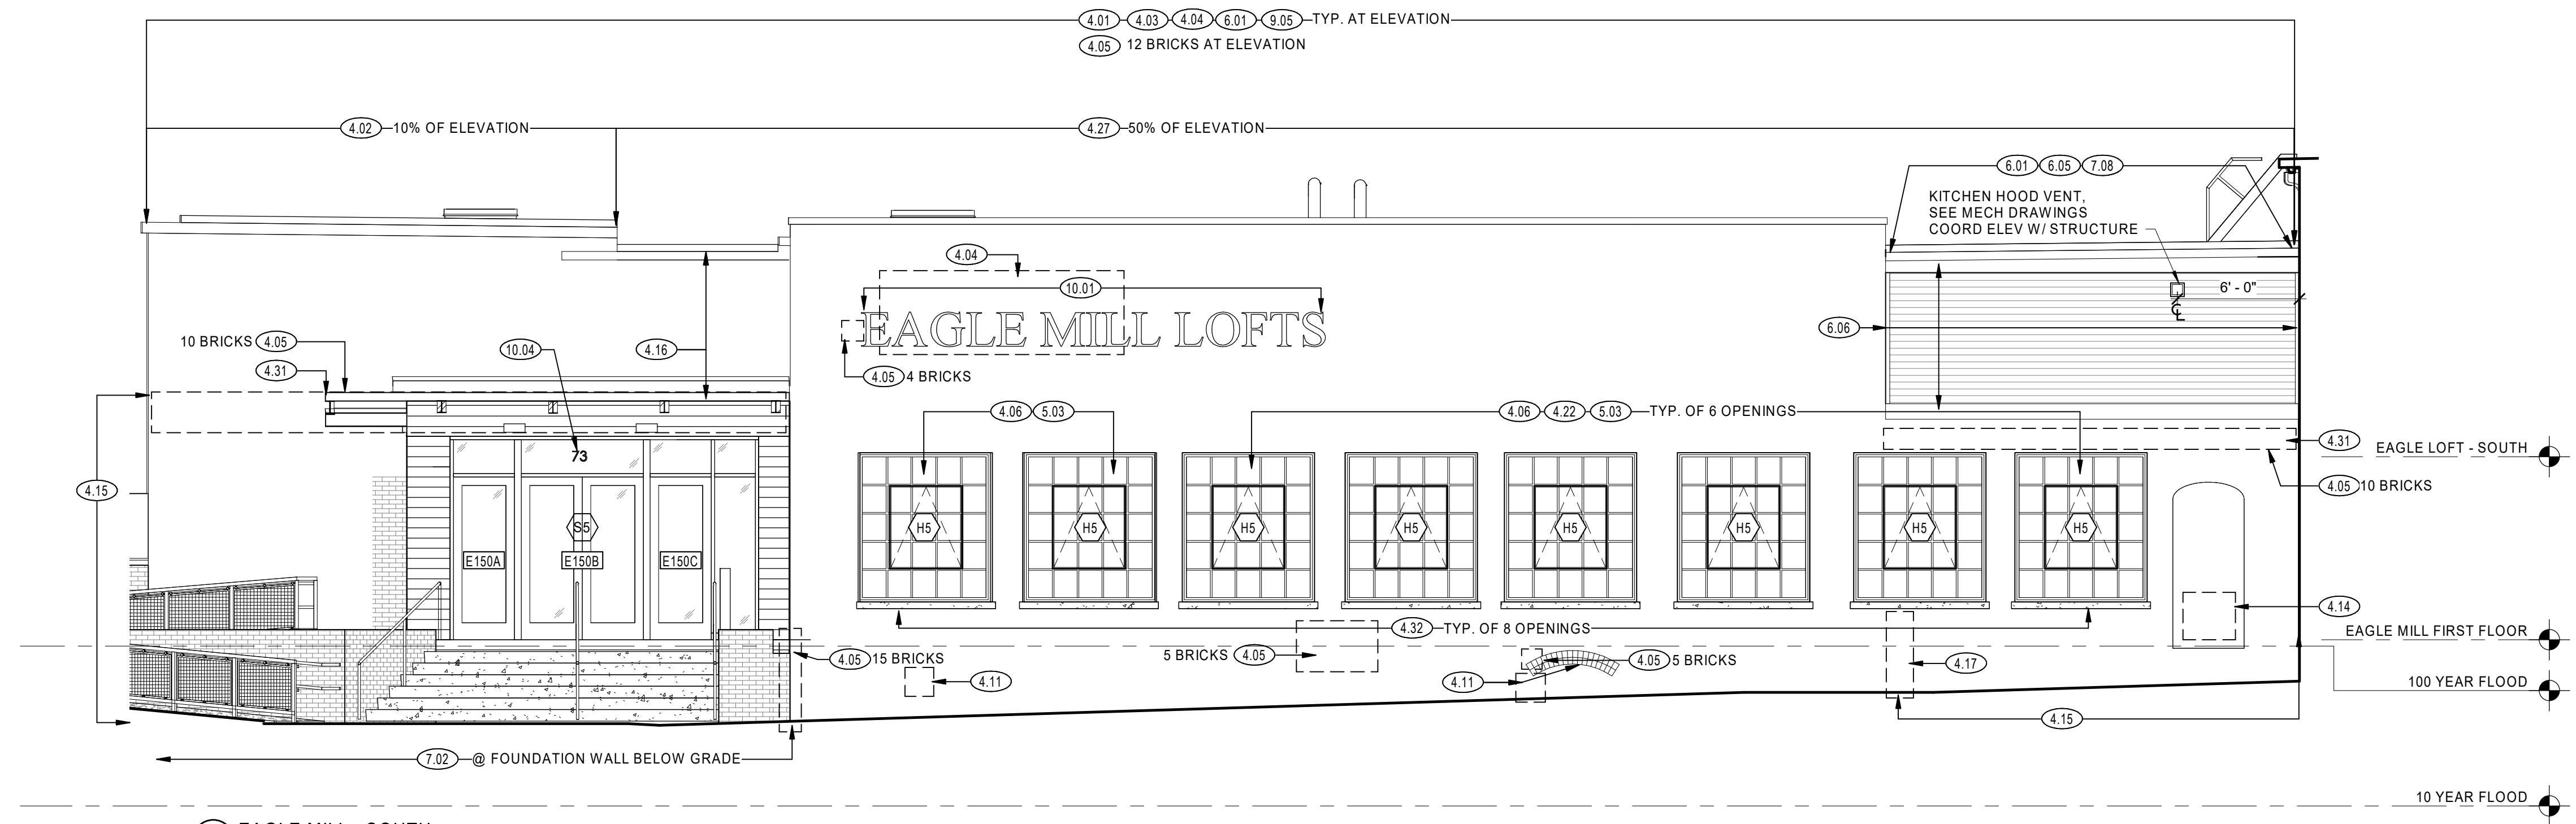 4.01 4.03 4.04 6.01 9.05 TYP. AT ELEVATION
4.05 12 BRICKS AT ELEVATION
4.02 10% OF ELEVATION
4.27 50% OF ELEVATION
6.01 6.05 7.08
KITCHEN HOOD VENT,
SEE MECH DRAWINGS
COORD ELEV W/ STRUCTURE
4.04
10.01
6' - 0"
EAGLE MILL LOFTS
6.06
10 BRICKS 4.05
10.04
4.16
4.31
4.05 4 BRICKS
4.06 5.03
4.06 4.22 5.03 TYP. OF 6 OPENINGS
4.31
EAGLE LOFT - SOUTH
73
4.15
4.05 10 BRICKS
S5
H5 H5 H5 H5 H5 H5 H5 H5
E150A E150B E150C
4.14
4.32 TYP. OF 8 OPENINGS
EAGLE MILL FIRST FLOOR
4.05 15 BRICKS
5 BRICKS 4.05
4.05 5 BRICKS
4.17
4.11
4.11
100 YEAR FLOOD
4.15
7.02 @ FOUNDATION WALL BELOW GRADE
10 YEAR FLOOD
EAGLE MILL - SOUTH